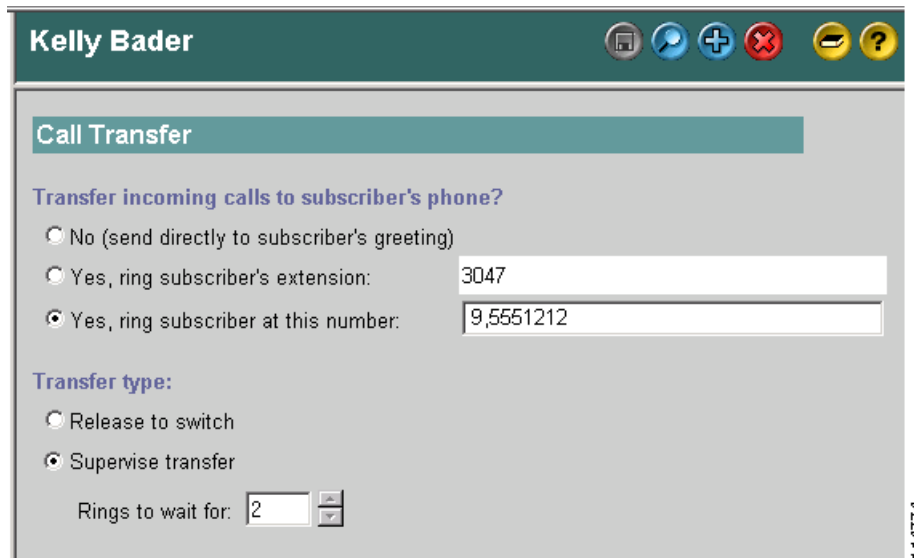 Kelly Bader
?
Call Transfer
Transfer incoming calls to subscriber's phone?
No (send directly to subscriber's greeting)
Yes, ring subscriber's extension: 3047
Yes, ring subscriber at this number: 9,5551212
Transfer type:
Release to switch
Supervise transfer
Rings to wait for: 2